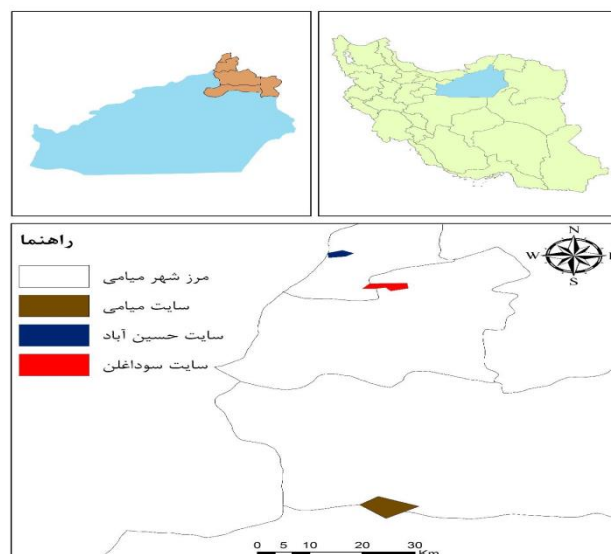 راهنما
مرز شهر میامی
سایت میامی
سایت حسین آباد
سایت سوداغلن
N
W E
S
0 5 10 20 30
Km